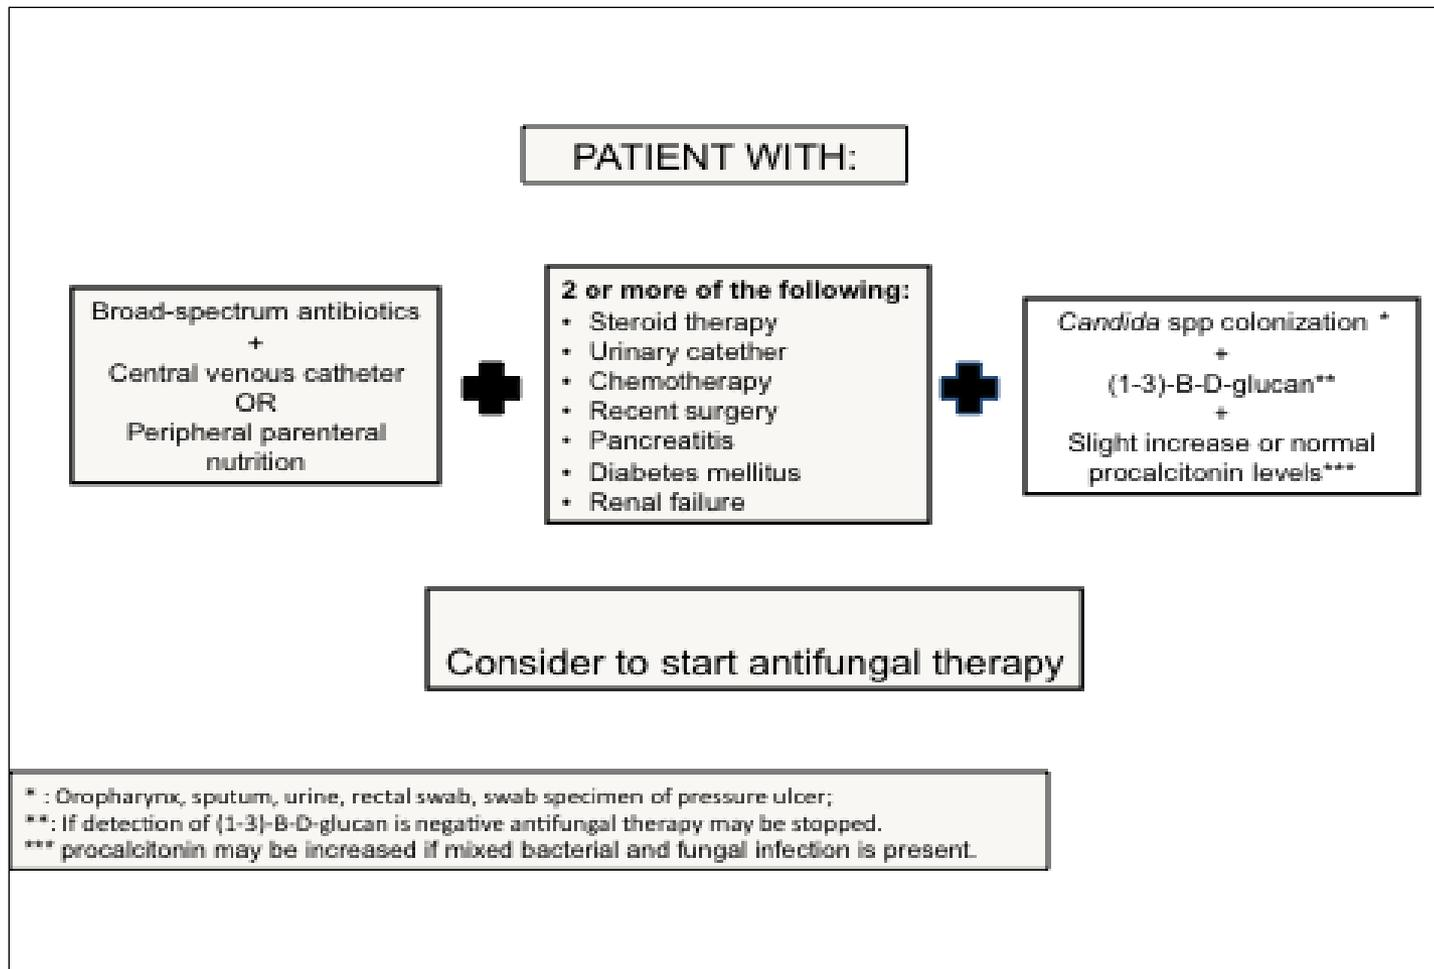 PATIENT WITH:
Broad-spectrum antibiotics
+
Central venous catheter
OR
Peripheral parenteral
nutrition
2 or more of the following:
• Steroid therapy
• Urinary catether
• Chemotherapy
• Recent surgery
• Pancreatitis
• Diabetes mellitus
• Renal failure
Candida spp colonization *
+
(1-3)-B-D-glucan**
+
Slight increase or normal
procalcitonin levels***
Consider to start antifungal therapy
* : Oropharynx, sputum, urine, rectal swab, swab specimen of pressure ulcer;
**: If detection of (1-3)-B-D-glucan is negative antifungal therapy may be stopped.
*** procalcitonin may be increased if mixed bacterial and fungal infection is present.